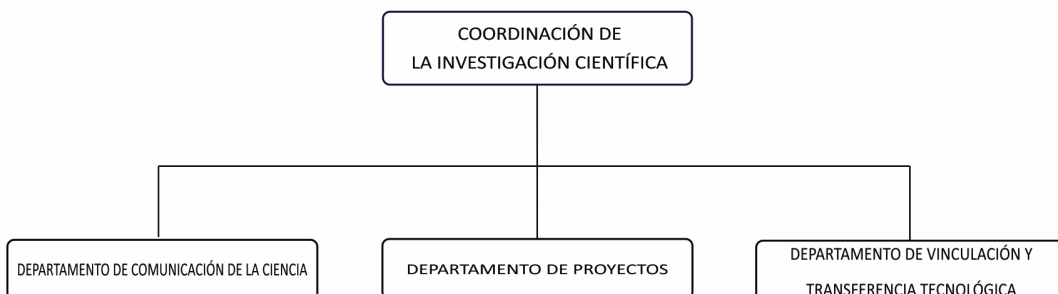 COORDINACIÓN DE
LA INVESTIGACIÓN CIENTÍFICA
DEPARTAMENTO DE COMUNICACIÓN DE LA CIENCIA
DEPARTAMENTO DE PROYECTOS
DEPARTAMENTO DE VINCULACIÓN Y
TRANSFERENCIA TECNOLÓGICA